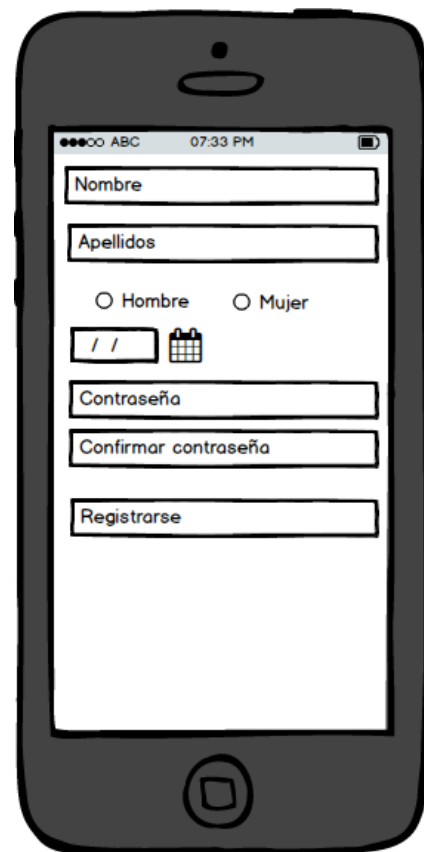 ABC 07:33 PM
Nombre
Apellidos
Hombre Mujer
/ /
Contraseña
Confirmar contraseña
Registrarse